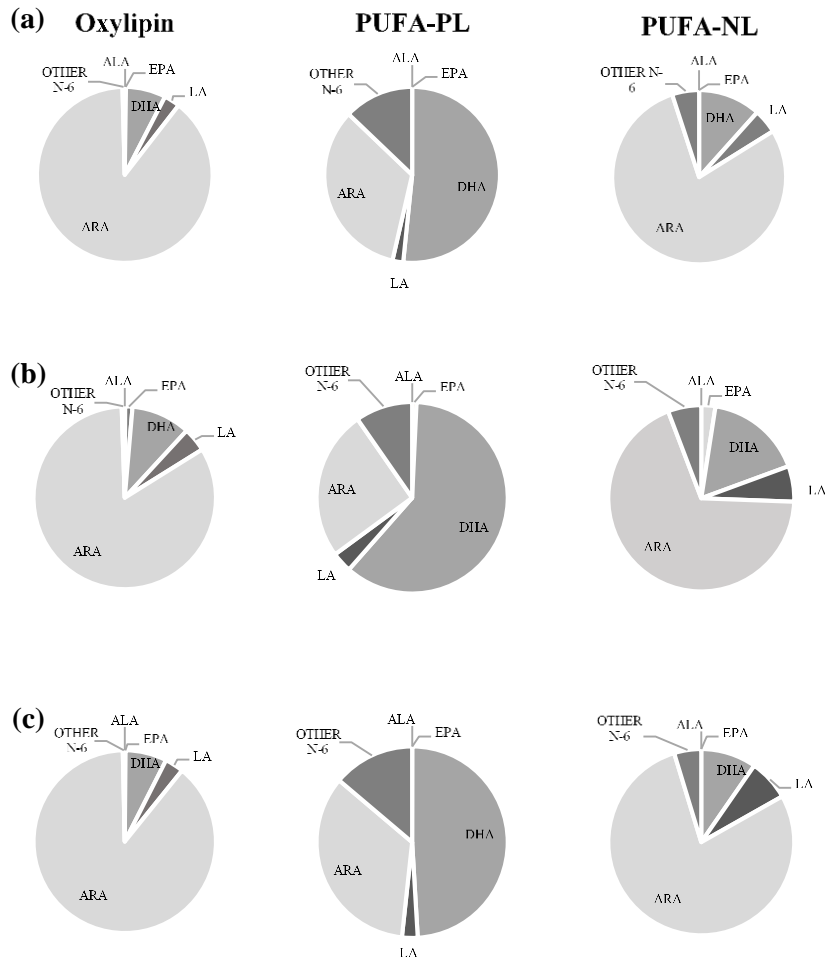 (a) Oxylipin PUFA-PL PUFA-NL
ALA
OTHER
N-6
EPA
LA
DHA
ARA
ALA
OTHER
N-6
EPA
DHA
ARA
LA
ALA
OTHER N-
6
EPA
LA
DHA
ARA
(b)
ALA
OTHER
N-6
EPA
DHA
LA
ARA
OTHER
N-6
ALA
EPA
ARA
DHA
LA
OTHER
N-6
ALA
EPA
DHA
LA
ARA
(c)
ALA
OTHER
N-6
EPA
DHA
LA
ARA
ALA
OTHER
N-6
EPA
DHA
ARA
LA
OTHER
N-6
ALA
EPA
DHA
LA
ARA